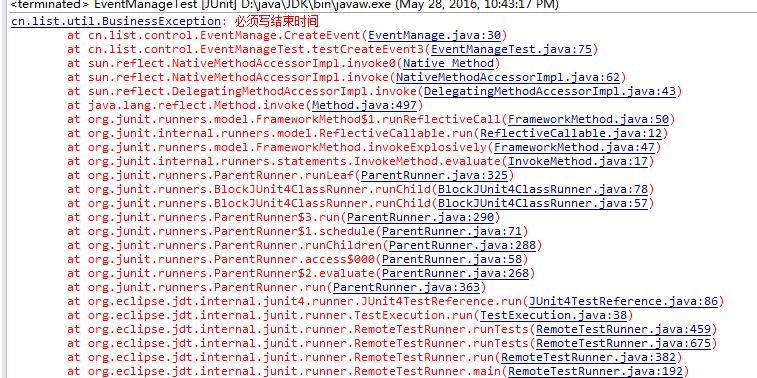 <terminated> EventManageTest [JUnit] D:\java\JDK\bin\javaw.exe (May 28, 2016, 10:43:17 PM)
cn.list.util.BusinessException: 必须写结束时间
at cn.list.control.EventManage.CreateEvent(EventManage.java:30)
at cn.list.control.EventManageTest.testCreateEvent3(EventManageTest.java:75)
at sun.reflect.NativeMethodAccessorImpl.invoke0(Native Method)
at sun.reflect.NativeMethodAccessorImpl.invoke(NativeMethodAccessorImpl.java:62)
at sun.reflect.DelegatingMethodAccessorImpl.invoke(DelegatingMethodAccessorImpl.java:43)
at java.lang.reflect.Method.invoke(Method.java:497)
at org.junit.runners.model.FrameworkMethod$1.runReflectiveCall(FrameworkMethod.java:50)
at org.junit.internal.runners.model.ReflectiveCallable.run(ReflectiveCallable.java:12)
at org.junit.runners.model.FrameworkMethod.invokeExplosively(FrameworkMethod.java:47)
at org.junit.internal.runners.statements.InvokeMethod.evaluate(InvokeMethod.java:17)
at org.junit.runners.ParentRunner.runLeaf(ParentRunner.java:325)
at org.junit.runners.BlockJUnit4ClassRunner.runChild(BlockJUnit4ClassRunner.java:78)
at org.junit.runners.BlockJUnit4ClassRunner.runChild(BlockJUnit4ClassRunner.java:57)
at org.junit.runners.ParentRunner$3.run(ParentRunner.java:290)
at org.junit.runners.ParentRunner$1.schedule(ParentRunner.java:71)
at org.junit.runners.ParentRunner.runChildren(ParentRunner.java:288)
at org.junit.runners.ParentRunner.access$000(ParentRunner.java:58)
at org.junit.runners.ParentRunner$2.evaluate(ParentRunner.java:268)
at org.junit.runners.ParentRunner.run(ParentRunner.java:363)
at org.eclipse.jdt.internal.junit4.runner.JUnit4TestReference.run(JUnit4TestReference.java:86)
at org.eclipse.jdt.internal.junit.runner.TestExecution.run(TestExecution.java:38)
at org.eclipse.jdt.internal.junit.runner.RemoteTestRunner.runTests(RemoteTestRunner.java:459)
at org.eclipse.jdt.internal.junit.runner.RemoteTestRunner.runTests(RemoteTestRunner.java:675)
at org.eclipse.jdt.internal.junit.runner.RemoteTestRunner.run(RemoteTestRunner.java:382)
at org.eclipse.jdt.internal.junit.runner.RemoteTestRunner.main(RemoteTestRunner.java:192)